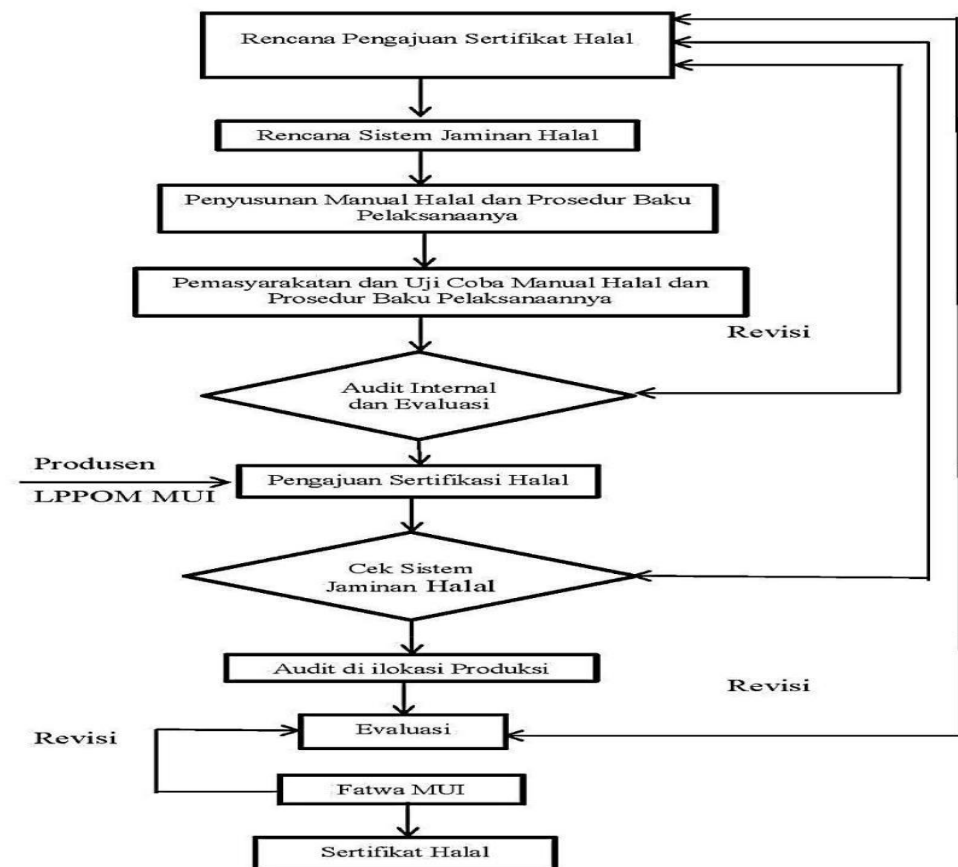 Rencana Pengajuan Sertifikat Halal
Rencana Sistem Jaminan Halal
Penyusunan Manual Halal dan Prosedur Baku
Pelaksanaanya
Pemasyarakatan dan Uji Coba Manual Halal dan
Prosedur Baku Pelaksanaannya
Revisi
Audit Internal
dan Evaluasi
Produsen
LPPOM MUI
Pengajuan Sertifikasi Halal
Cek Sistem
Jaminan Halal
Audit di ilokasi Produksi
Revisi
Evaluasi
Revisi
Fatwa MUI
Sertifikat Halal